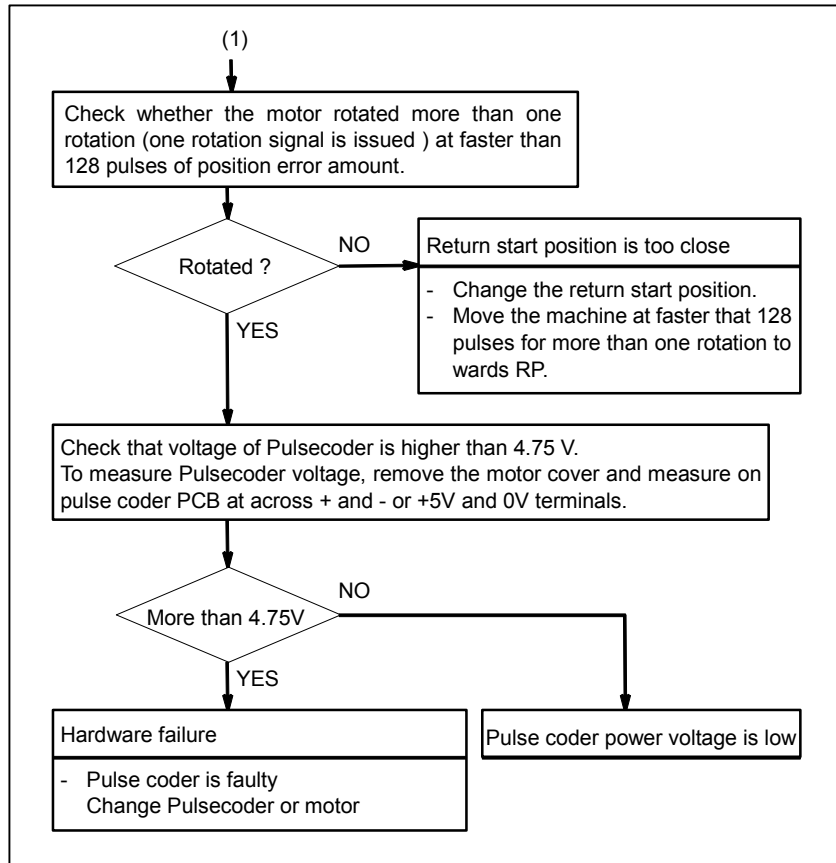 (1)
Check whether the motor rotated more than one
rotation (one rotation signal is issued ) at faster than
128 pulses of position error amount.
Rotated ?
NO
YES
Return start position is too close
- Change the return start position.
- Move the machine at faster that 128
pulses for more than one rotation to
wards RP.
Check that voltage of Pulsecoder is higher than 4.75 V.
To measure Pulsecoder voltage, remove the motor cover and measure on
pulse coder PCB at across + and - or +5V and 0V terminals.
More than 4.75V
NO
YES
Hardware failure
- Pulse coder is faulty
Change Pulsecoder or motor
Pulse coder power voltage is low